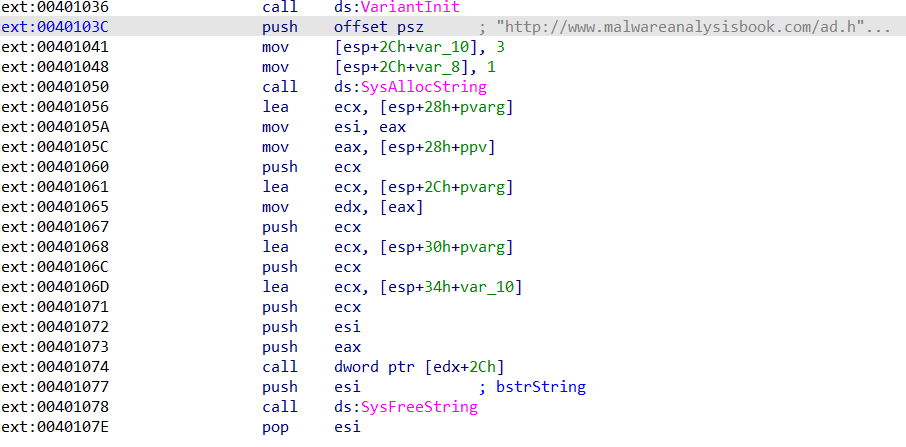 ext:00401036 call ds:VariantInit
ext:0040103C push offset psz ; "http://www.malwareanalysisbook.com/ad.h"...
ext:00401041 mov [esp+2Ch+var_10], 3
ext:00401048 mov [esp+2Ch+var_8], 1
ext:00401050 call ds:SysAllocString
ext:00401056 lea ecx, [esp+28h+pvarg]
ext:0040105A mov esi, eax
ext:0040105C mov eax, [esp+28h+ppv]
ext:00401060 push ecx
ext:00401061 lea ecx, [esp+2Ch+pvarg]
ext:00401065 mov edx, [eax]
ext:00401067 push ecx
ext:00401068 lea ecx, [esp+30h+pvarg]
ext:0040106C push ecx
ext:0040106D lea ecx, [esp+34h+var_10]
ext:00401071 push ecx
ext:00401072 push esi
ext:00401073 push eax
ext:00401074 call dword ptr [edx+2Ch]
ext:00401077 push esi ; bstrString
ext:00401078 call ds:SysFreeString
ext:0040107E pop esi